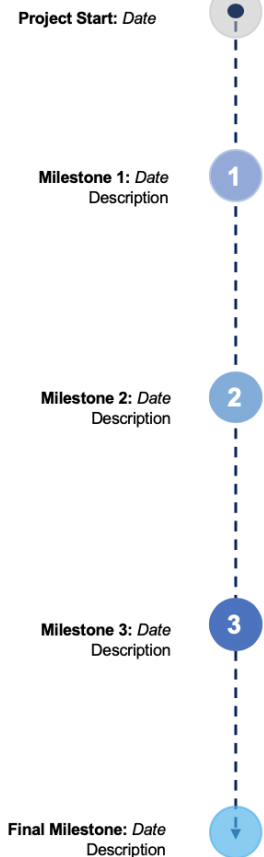 Project Start: Date
1
Milestone 1: Date
Description
2
Milestone 2: Date
Description
3
Milestone 3: Date
Description
Final Milestone: Date
Description